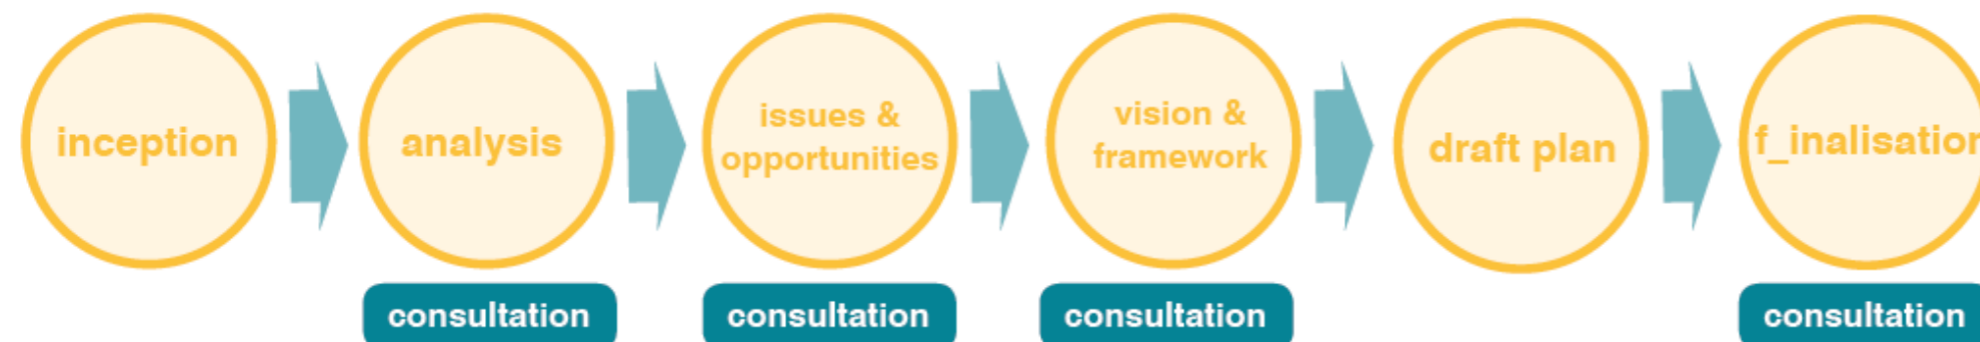 inception
analysis
issues &
opportunities
vision &
framework
draft plan
f_inalisation
consultation
consultation
consultation
consultation